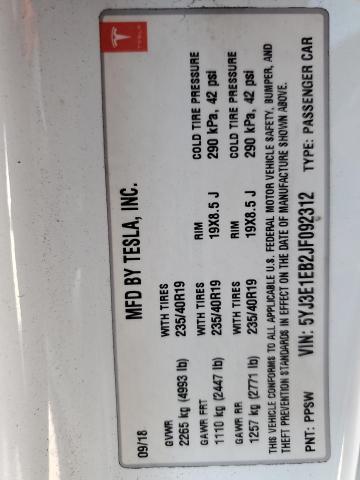 TESLA
MFD BY TESLA, INC.
09/18
GVWR WITH TIRES RIM COLD TIRE PRESSURE
2265 kg (4993 lb) 235/40R19 19X8.5 J 290 kPa, 42 psi
GAWR FRT WITH TIRES RIM COLD TIRE PRESSURE
1110 kg (2447 lb) 235/40R19 19X8.5 J 290 kPa, 42 psi
GAWR RR WITH TIRES
1257 kg (2771 lb) 235/40R19
THIS VEHICLE CONFORMS TO ALL APPLICABLE U.S. FEDERAL MOTOR VEHICLE SAFETY, BUMPER, AND
THEFT PREVENTION STANDARDS IN EFFECT ON THE DATE OF MANUFACTURE SHOWN ABOVE.
PNT: PPSW VIN: 5YJ3E1EB2JF092312 TYPE: PASSENGER CAR